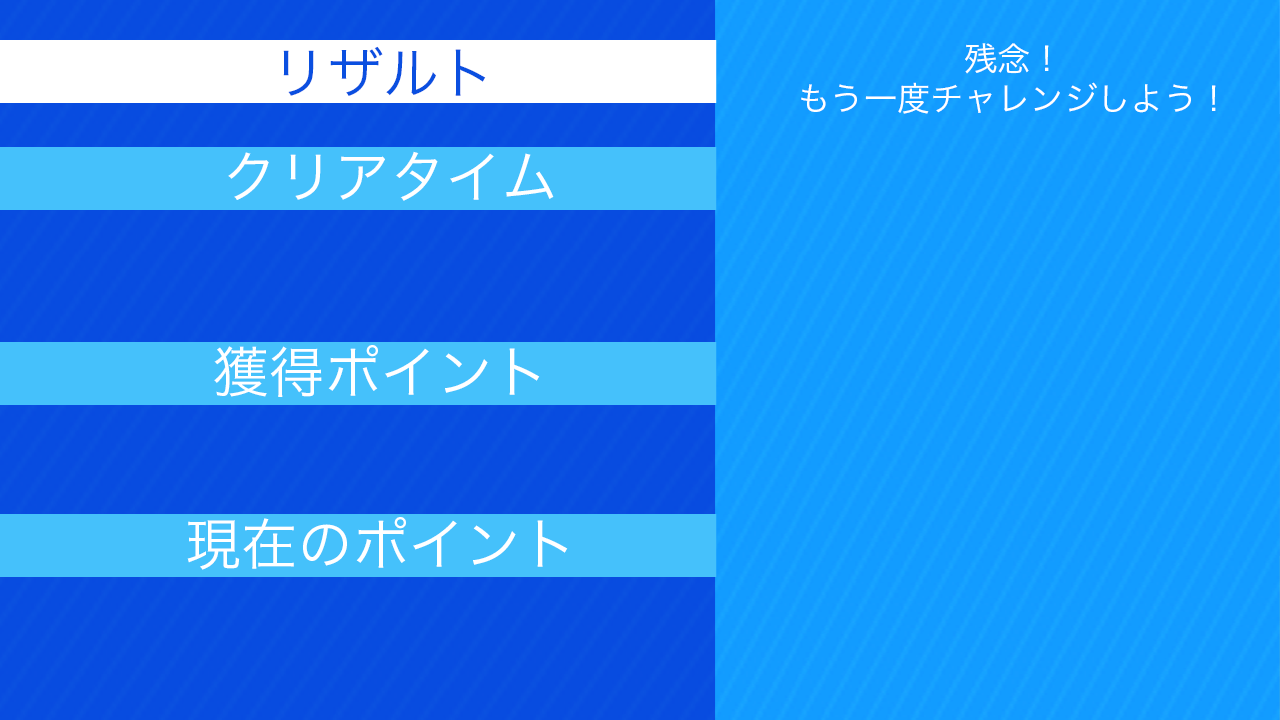 リザルト
クリアタイム
獲得ポイント
現在のポイント
残念！
もう一度チャレンジしよう！